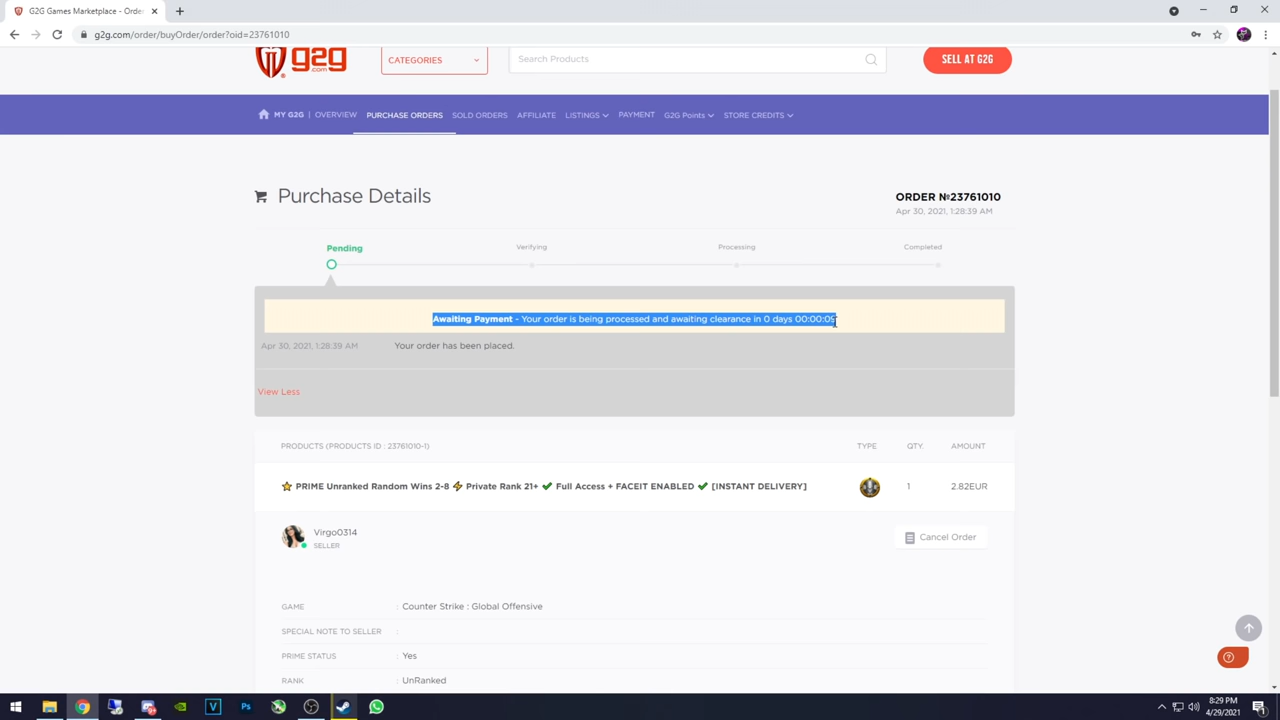 G2G Games Marketplace - Orde
g2g.com/order/buyOrder/order?oid=23761010
g2g
.com
CATEGORIES
Search Products
SELL AT G2G
MY G2G | OVERVIEW PURCHASE ORDERS SOLD ORDERS AFFILIATE LISTINGS PAYMENT G2G Points STORE CREDITS
Purchase Details
ORDER №23761010
Apr 30, 2021, 1:28:39 AM
Pending Verifying Processing Completed
Awaiting Payment - Your order is being processed and awaiting clearance in 0 days 00:00:05
Apr 30, 2021, 1:28:39 AM Your order has been placed.
View Less
PRODUCTS (PRODUCTS ID : 23761010-1) TYPE QTY. AMOUNT
⭐ PRIME Unranked Random Wins 2-8 ⚡ Private Rank 21+ ✔ Full Access + FACEIT ENABLED ✔ [INSTANT DELIVERY] 1 2.82EUR
Virgo0314
SELLER
Cancel Order
GAME : Counter Strike : Global Offensive
SPECIAL NOTE TO SELLER :
PRIME STATUS : Yes
RANK : UnRanked
8:29 PM
4/29/2021